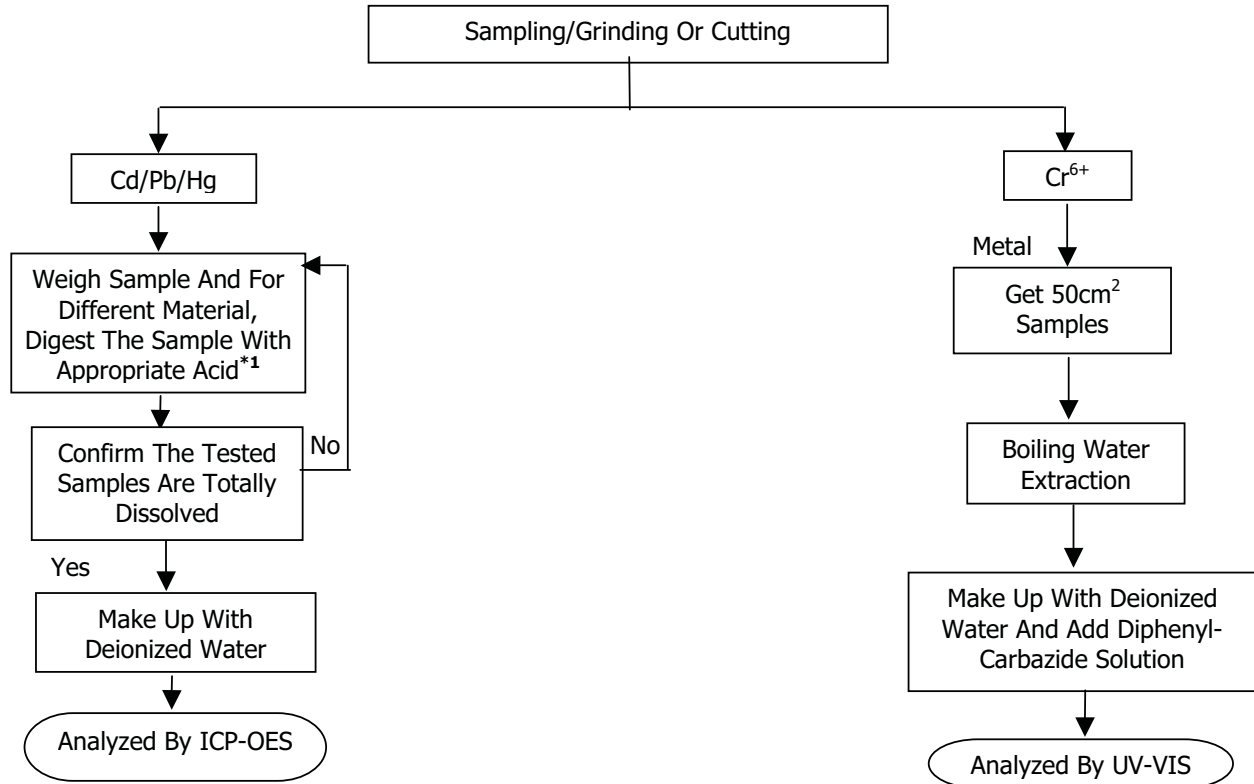 Sampling/Grinding Or Cutting
Cd/Pb/Hg
Weigh Sample And For
Different Material,
Digest The Sample With
Appropriate Acid*1
No
Confirm The Tested
Samples Are Totally
Dissolved
Yes
Make Up With
Deionized Water
Analyzed By ICP-OES
Cr6+
Metal
Get 50cm2
Samples
Boiling Water
Extraction
Make Up With Deionized
Water And Add Diphenyl-
Carbazide Solution
Analyzed By UV-VIS